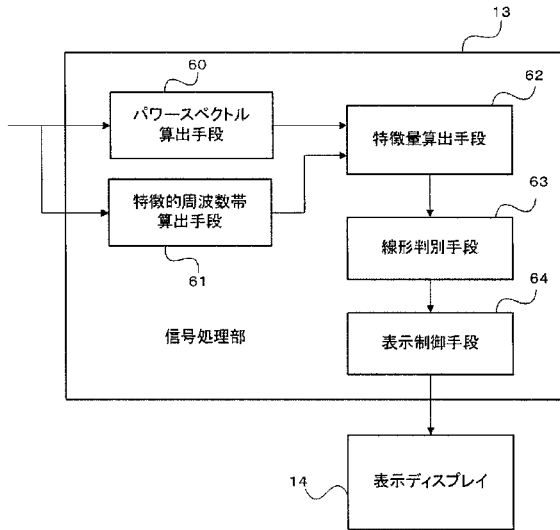 13
60
パワースペクトル
算出手段
62
特徴量算出手段
特徴的周波数帯
算出手段
61
63
線形判別手段
64
表示制御手段
信号処理部
14
表示ディスプレイ